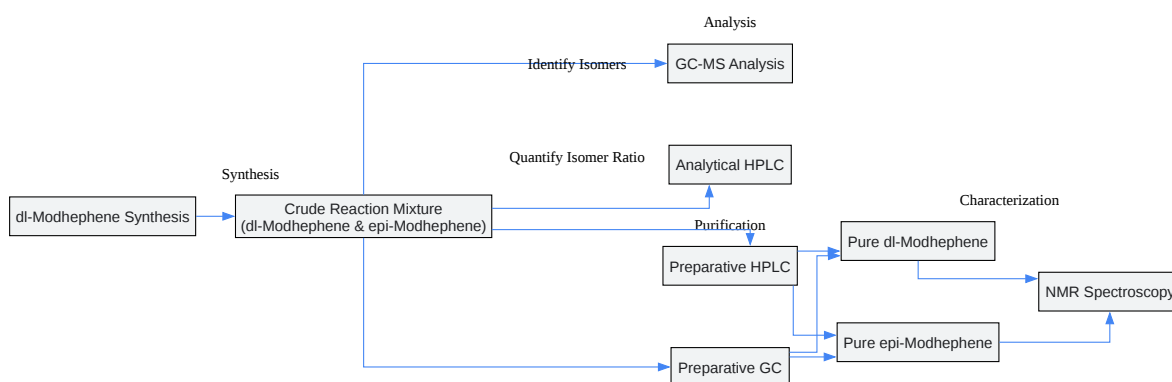 Analysis
Identify Isomers
GC-MS Analysis
Quantify Isomer Ratio
Analytical HPLC
Synthesis
dl-Modhephene Synthesis
Crude Reaction Mixture
(dl-Modhephene & epi-Modhephene)
Purification
Preparative HPLC
Preparative GC
Characterization
Pure dl-Modhephene
Pure epi-Modhephene
NMR Spectroscopy